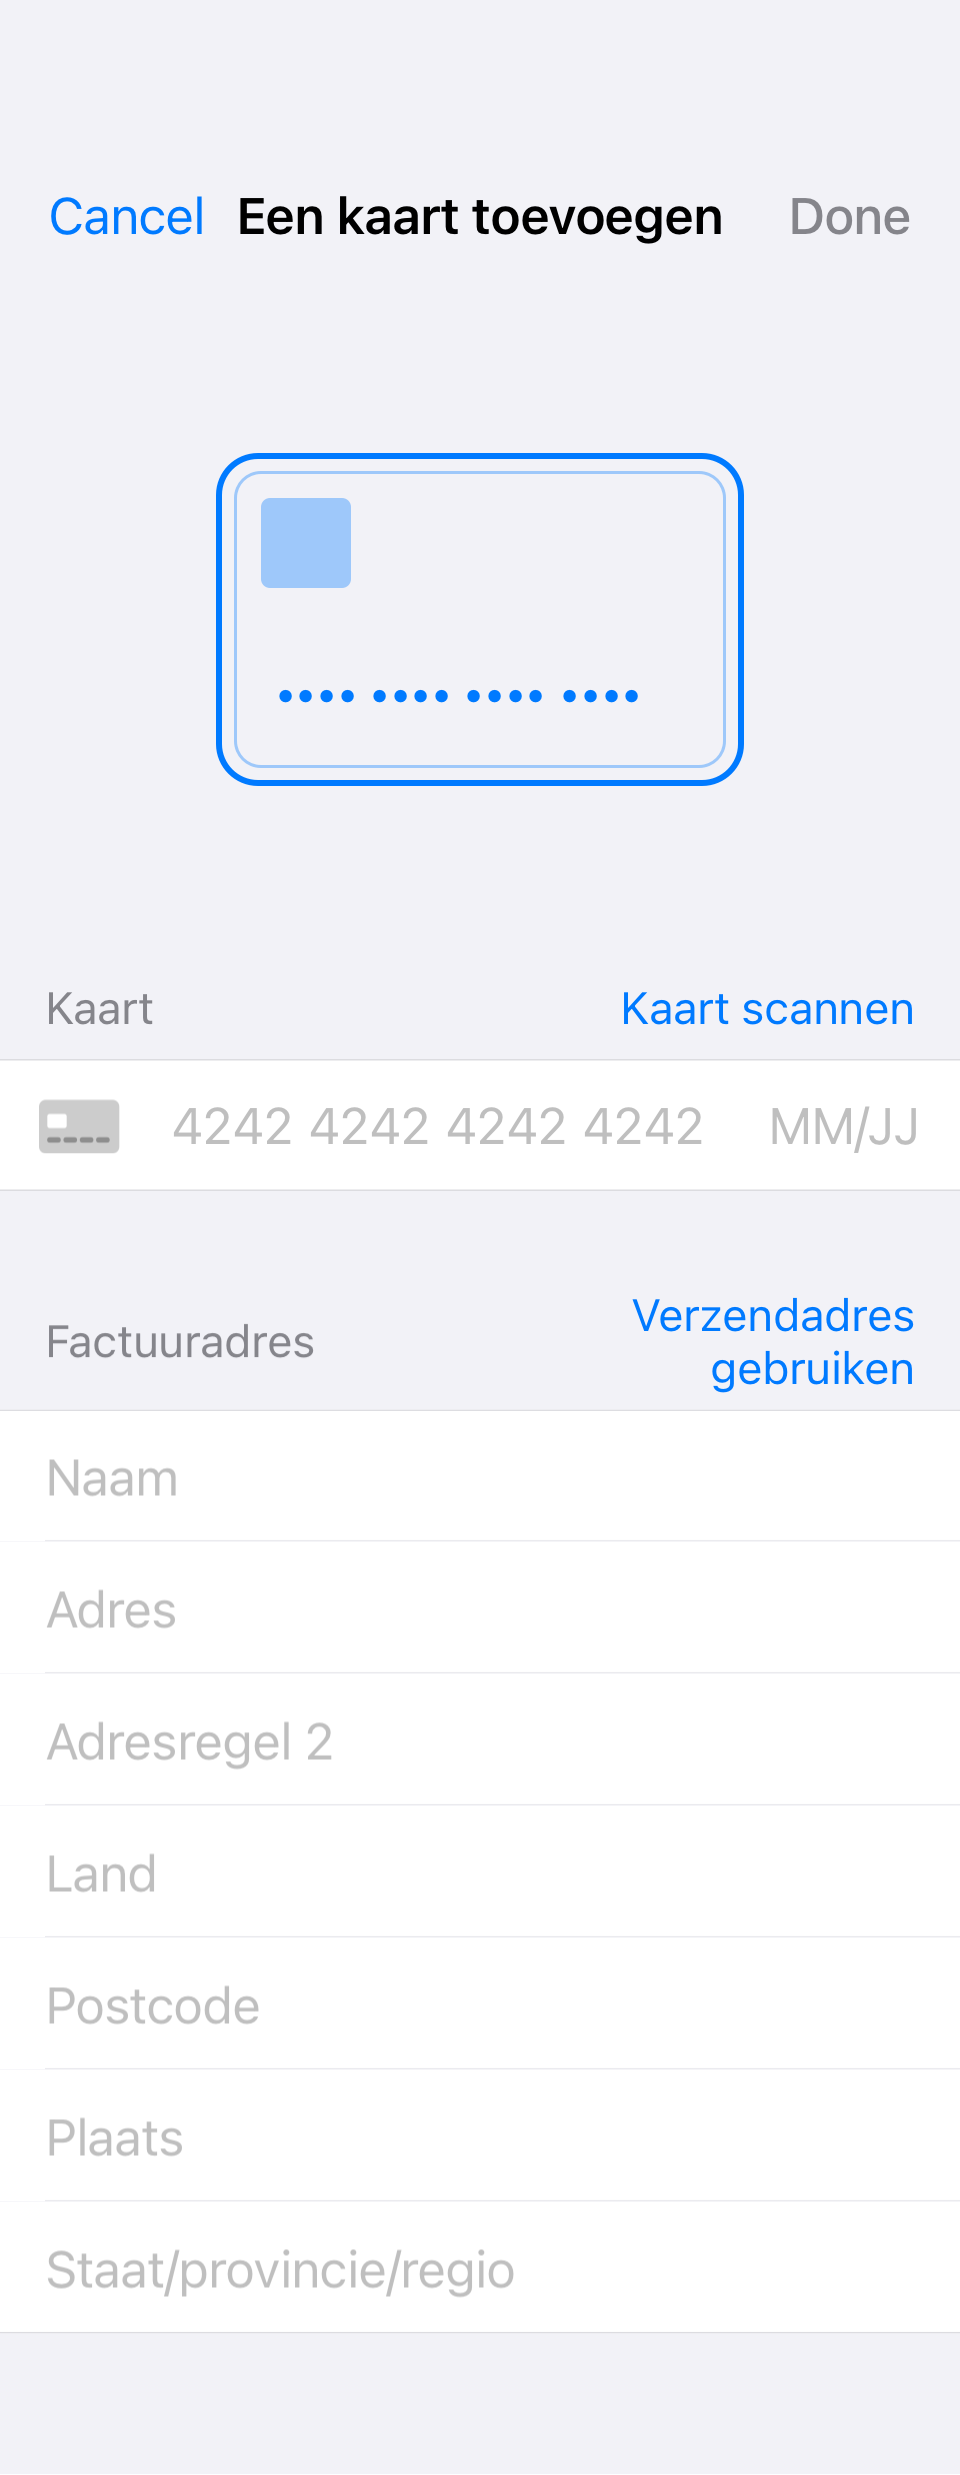 Cancel Een kaart toevoegen Done
Kaart Kaart scannen
4242 4242 4242 4242 MM/JJ
Factuuradres Verzendadres
gebruiken
Naam
Adres
Adresregel 2
Land
Postcode
Plaats
Staat/provincie/regio